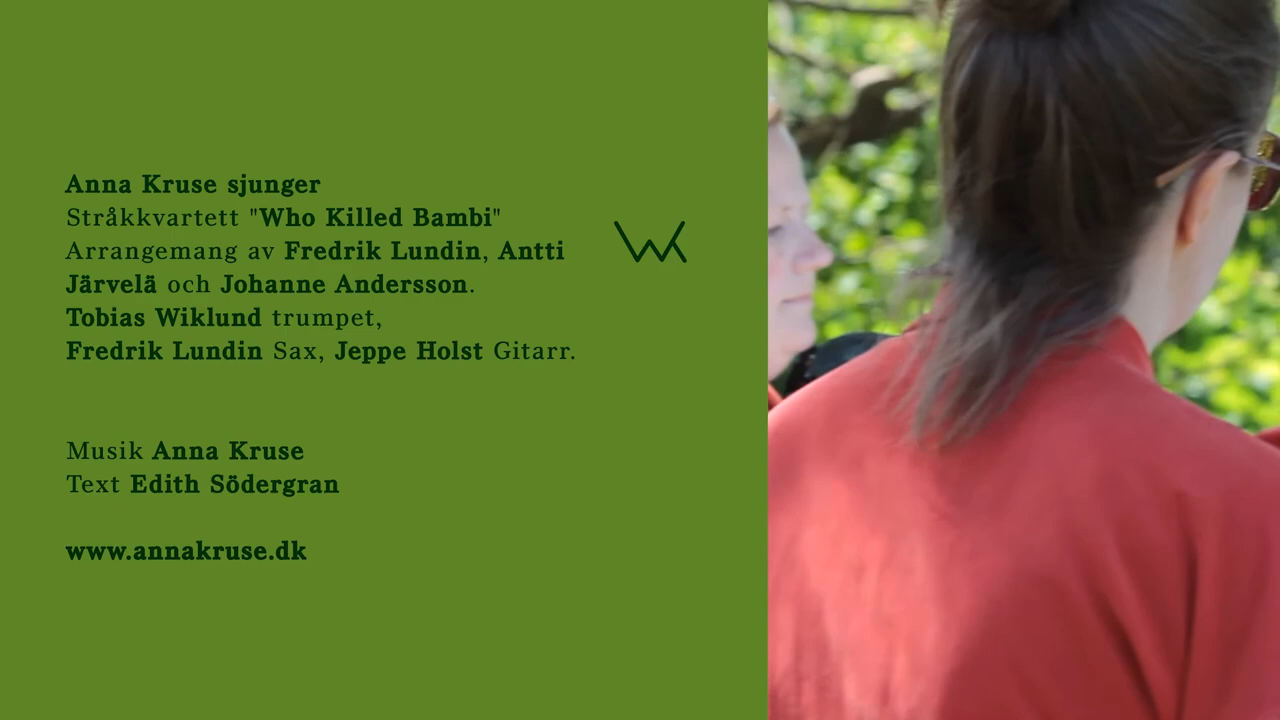 Anna Kruse sjunger
Stråkkvartett "Who Killed Bambi"
Arrangemang av Fredrik Lundin, Antti
Järvelä och Johanne Andersson.
Tobias Wiklund trumpet,
Fredrik Lundin Sax, Jeppe Holst Gitarr.
Musik Anna Kruse
Text Edith Södergran
www.annakruse.dk